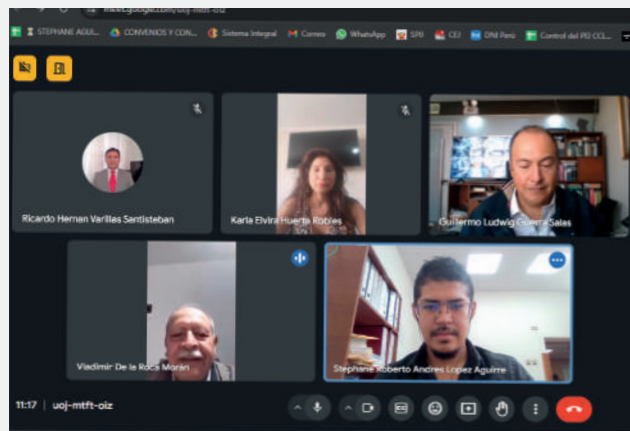 meet.google.com/uoj-mtft-oiz
STEPHANE AGUI... CONVENIOS Y CON... Sistema Integral Correo WhatsApp SPIJ CEJ DNI Perú Control del PD CCL...
Ricardo Hernan Varillas Santisteban
Karla Elvira Huerta Robles
Guillermo Ludwig Guerra Salas
Vladimir De la Roca Morán
Stephane Roberto Andres Lopez Aguirre
11:17 | uoj-mtft-oiz